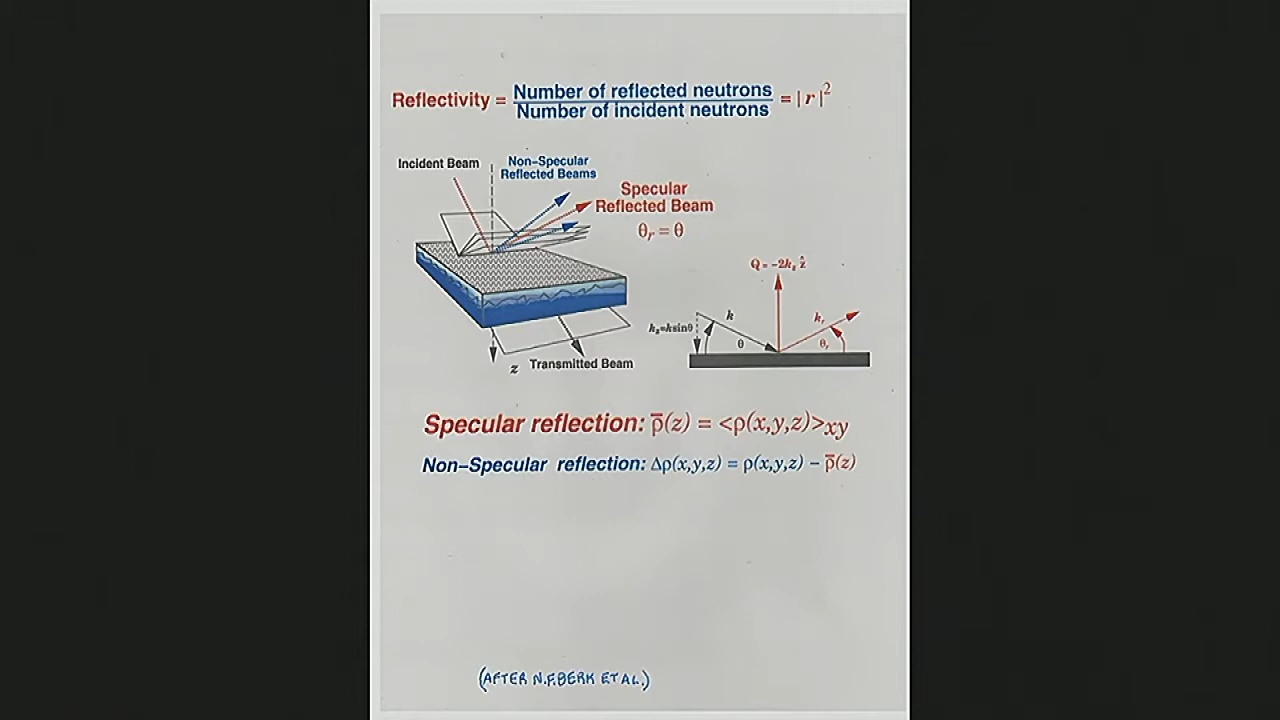 Reflectivity = Number of reflected neutrons / Number of incident neutrons = |r|²
Incident Beam
Non–Specular
Reflected Beams
Specular
Reflected Beam
θr = θ
Q = –2kz ẑ
kz=ksinθ
k
θ
kr
θr
z
Transmitted Beam
Specular reflection: ρ̅(z) = <ρ(x,y,z)>xy
Non–Specular reflection: Δρ(x,y,z) = ρ(x,y,z) – ρ̅(z)
(AFTER N.F. BERK ET AL.)